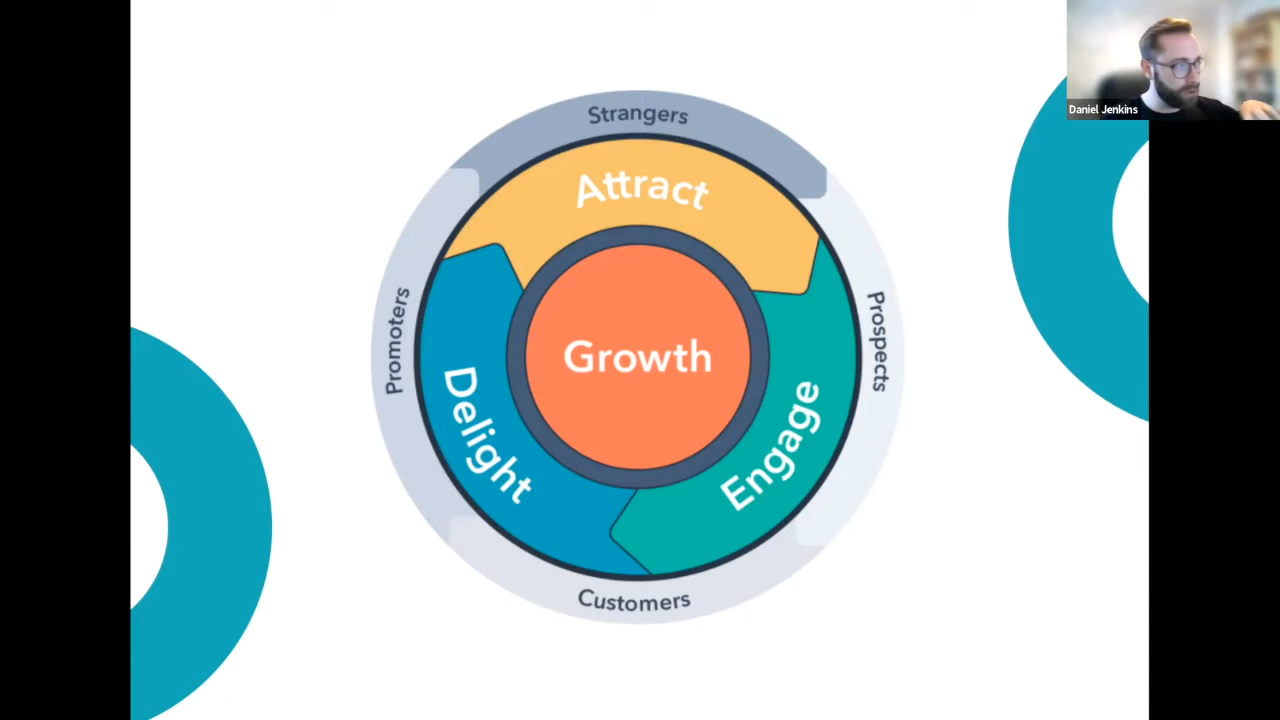 Strangers
Attract
Daniel Jenkins
Promoters
Growth
Prospects
Delight
Engage
Customers